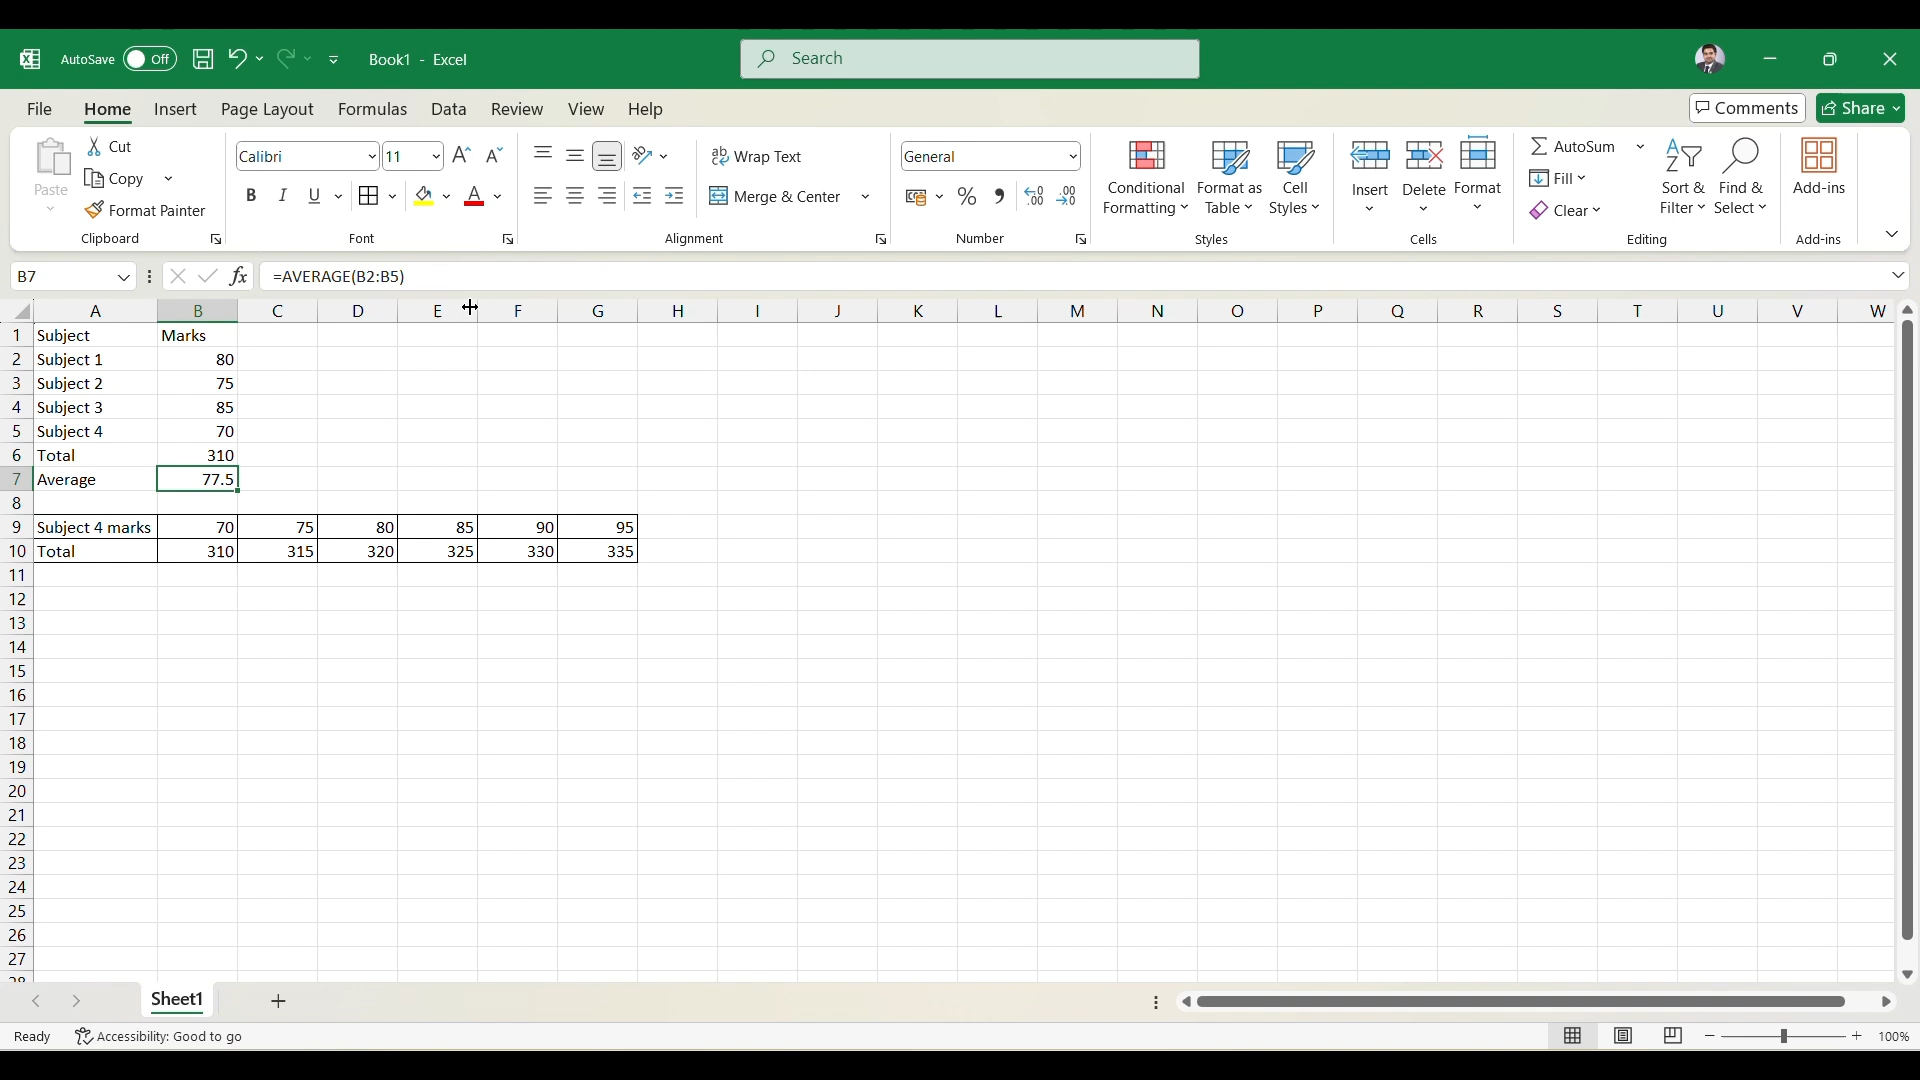 AutoSave Off Book1 - Excel Search
File Home Insert Page Layout Formulas Data Review View Help Comments Share
Paste Cut Copy Format Painter Clipboard
Calibri 11 B I U A Font
ab Wrap Text Merge & Center Alignment
General % Number
Conditional Formatting Format as Table Cell Styles Styles
Insert Delete Format Cells
AutoSum Fill Clear Sort & Filter Find & Select Editing
Add-ins Add-ins
B7 fx =AVERAGE(B2:B5)
A B C D E F G H I J K L M N O P Q R S T U V W
1 Subject Marks
2 Subject 1 80
3 Subject 2 75
4 Subject 3 85
5 Subject 4 70
6 Total 310
7 Average 77.5
8
9 Subject 4 marks 70 75 80 85 90 95
10 Total 310 315 320 325 330 335
11
12
13
14
15
16
17
18
19
20
21
22
23
24
25
26
27
28
Sheet1
Ready Accessibility: Good to go 100%